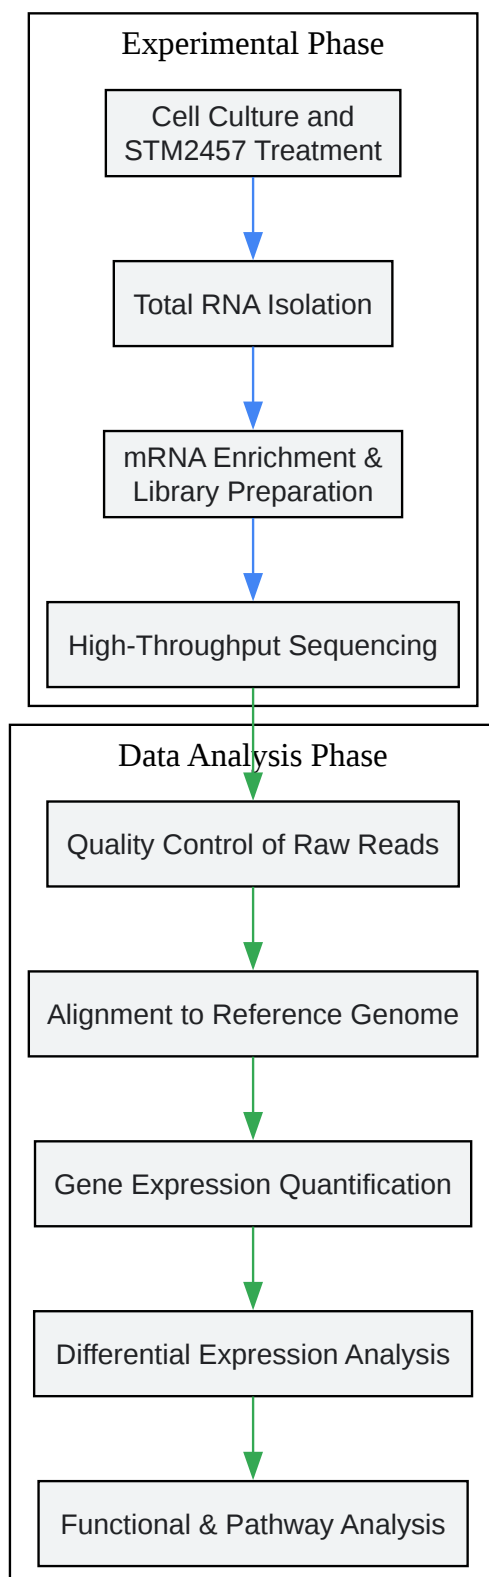 Experimental Phase
Cell Culture and
STM2457 Treatment
Total RNA Isolation
mRNA Enrichment &
Library Preparation
High-Throughput Sequencing
Data Analysis Phase
Quality Control of Raw Reads
Alignment to Reference Genome
Gene Expression Quantification
Differential Expression Analysis
Functional & Pathway Analysis